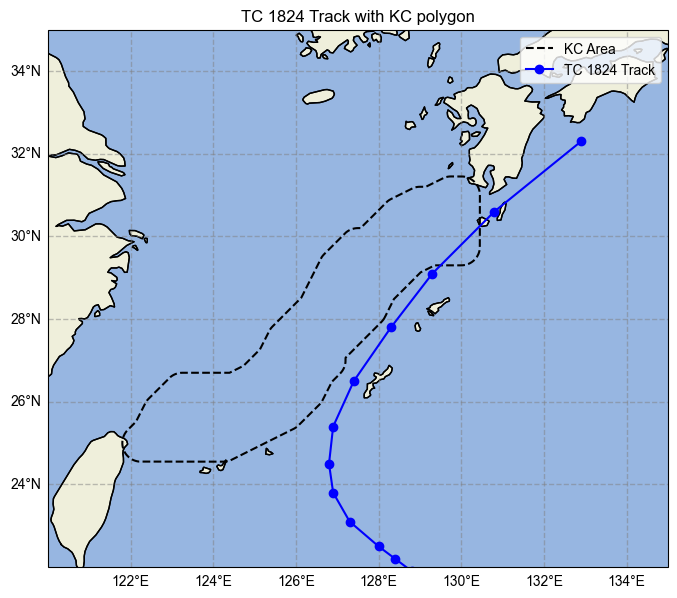 TC 1824 Track with KC polygon
KC Area
TC 1824 Track
34°N
32°N
30°N
28°N
26°N
24°N
122°E 124°E 126°E 128°E 130°E 132°E 134°E